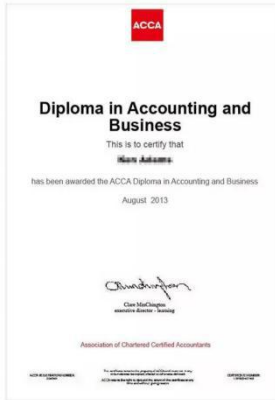 ACCA
Diploma in Accounting and
Business
This is to certify that
has been awarded the ACCA Diploma in Accounting and Business
August 2013
Clare Minchington
executive director - learning
Association of Chartered Certified Accountants